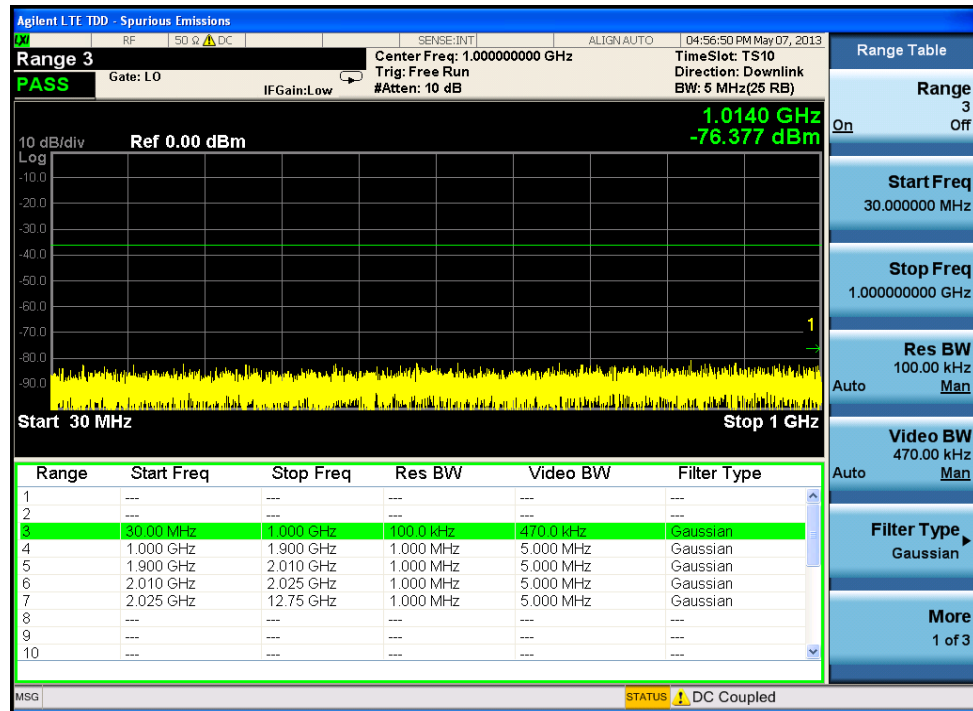 Agilent LTE TDD - Spurious Emissions
LXI RF 50 Ω DC SENSE:INT ALIGN AUTO 04:56:50 PM May 07, 2013
Range 3 Center Freq: 1.000000000 GHz TimeSlot: TS10
PASS Gate: LO Trig: Free Run Direction: Downlink
IFGain:Low #Atten: 10 dB BW: 5 MHz(25 RB)
1.0140 GHz
-76.377 dBm
10 dB/div Ref 0.00 dBm
Log
-10.0
-20.0
-30.0
-40.0
-50.0
-60.0
-70.0
1
-80.0
-90.0
Start 30 MHz Stop 1 GHz
Range Start Freq Stop Freq Res BW Video BW Filter Type
1 --- --- --- --- ---
2 --- --- --- --- ---
3 30.00 MHz 1.000 GHz 100.0 kHz 470.0 kHz Gaussian
4 1.000 GHz 1.900 GHz 1.000 MHz 5.000 MHz Gaussian
5 1.900 GHz 2.010 GHz 1.000 MHz 5.000 MHz Gaussian
6 2.010 GHz 2.025 GHz 1.000 MHz 5.000 MHz Gaussian
7 2.025 GHz 12.75 GHz 1.000 MHz 5.000 MHz Gaussian
8 --- --- --- --- ---
9 --- --- --- --- ---
10 --- --- --- --- ---
MSG STATUS DC Coupled
Range Table
Range
3
On Off
Start Freq
30.000000 MHz
Stop Freq
1.000000000 GHz
Res BW
100.00 kHz
Auto Man
Video BW
470.00 kHz
Auto Man
Filter Type
Gaussian
More
1 of 3